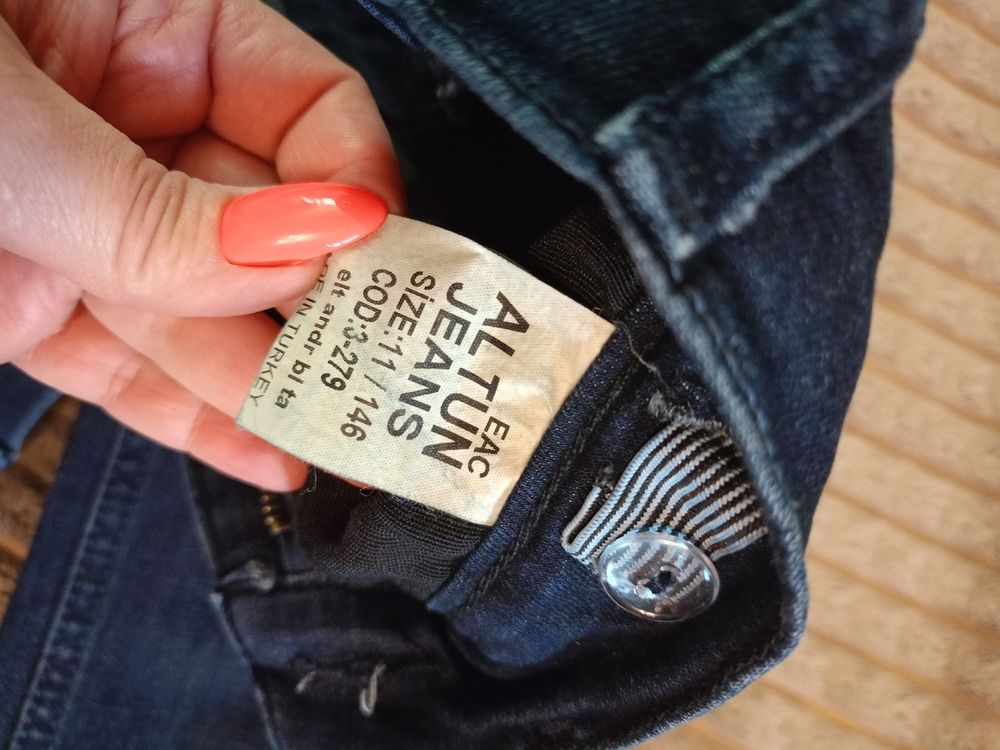 EAC
ALTUN
JEANS
SİZE:11/146
COD:3-279
elt andr bl ta
IN TURKEY